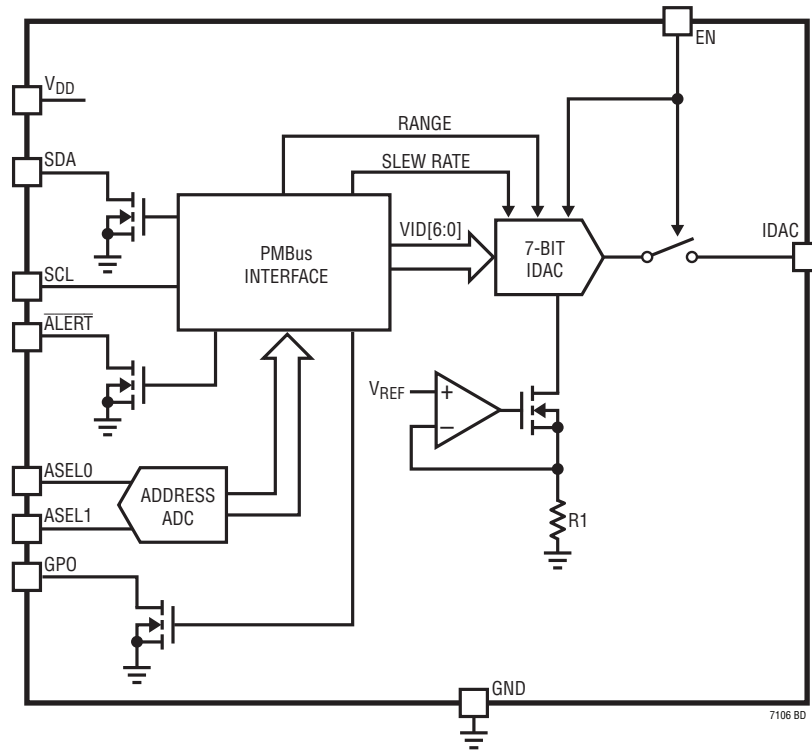 EN
VDD
RANGE
SDA
SLEW RATE
VID[6:0]
PMBus
INTERFACE
7-BIT
IDAC
IDAC
SCL
ALERT
VREF
+
–
ASEL0
ADDRESS
ADC
ASEL1
R1
GPO
GND
7106 BD